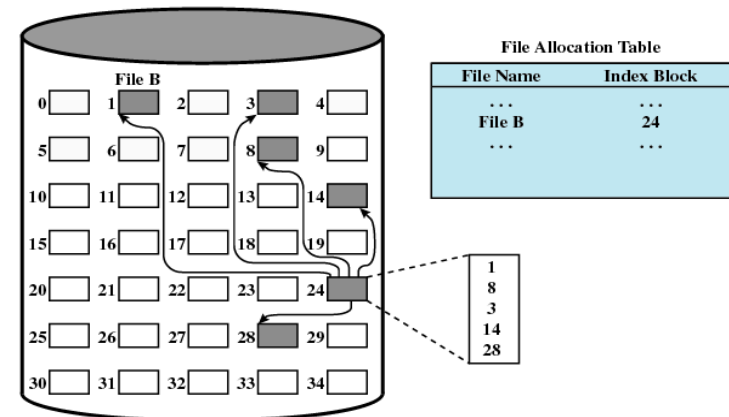 File Allocation Table
File Name Index Block
. . . . . .
File B 24
. . . . . .
File B
0 1 2 3 4
5 6 7 8 9
10 11 12 13 14
15 16 17 18 19
20 21 22 23 24
25 26 27 28 29
30 31 32 33 34
1
8
3
14
28